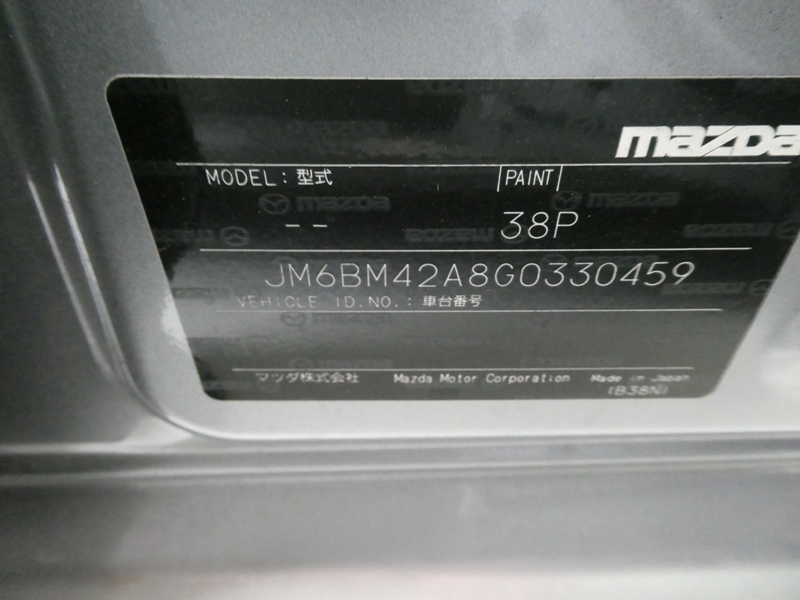 mazda
MODEL: 型式 PAINT
-- 38P
JM6BM42A8G0330459
VEHICLE ID.NO.: 車台番号
マツダ株式会社 Mazda Motor Corporation Made in Japan
(B38N)